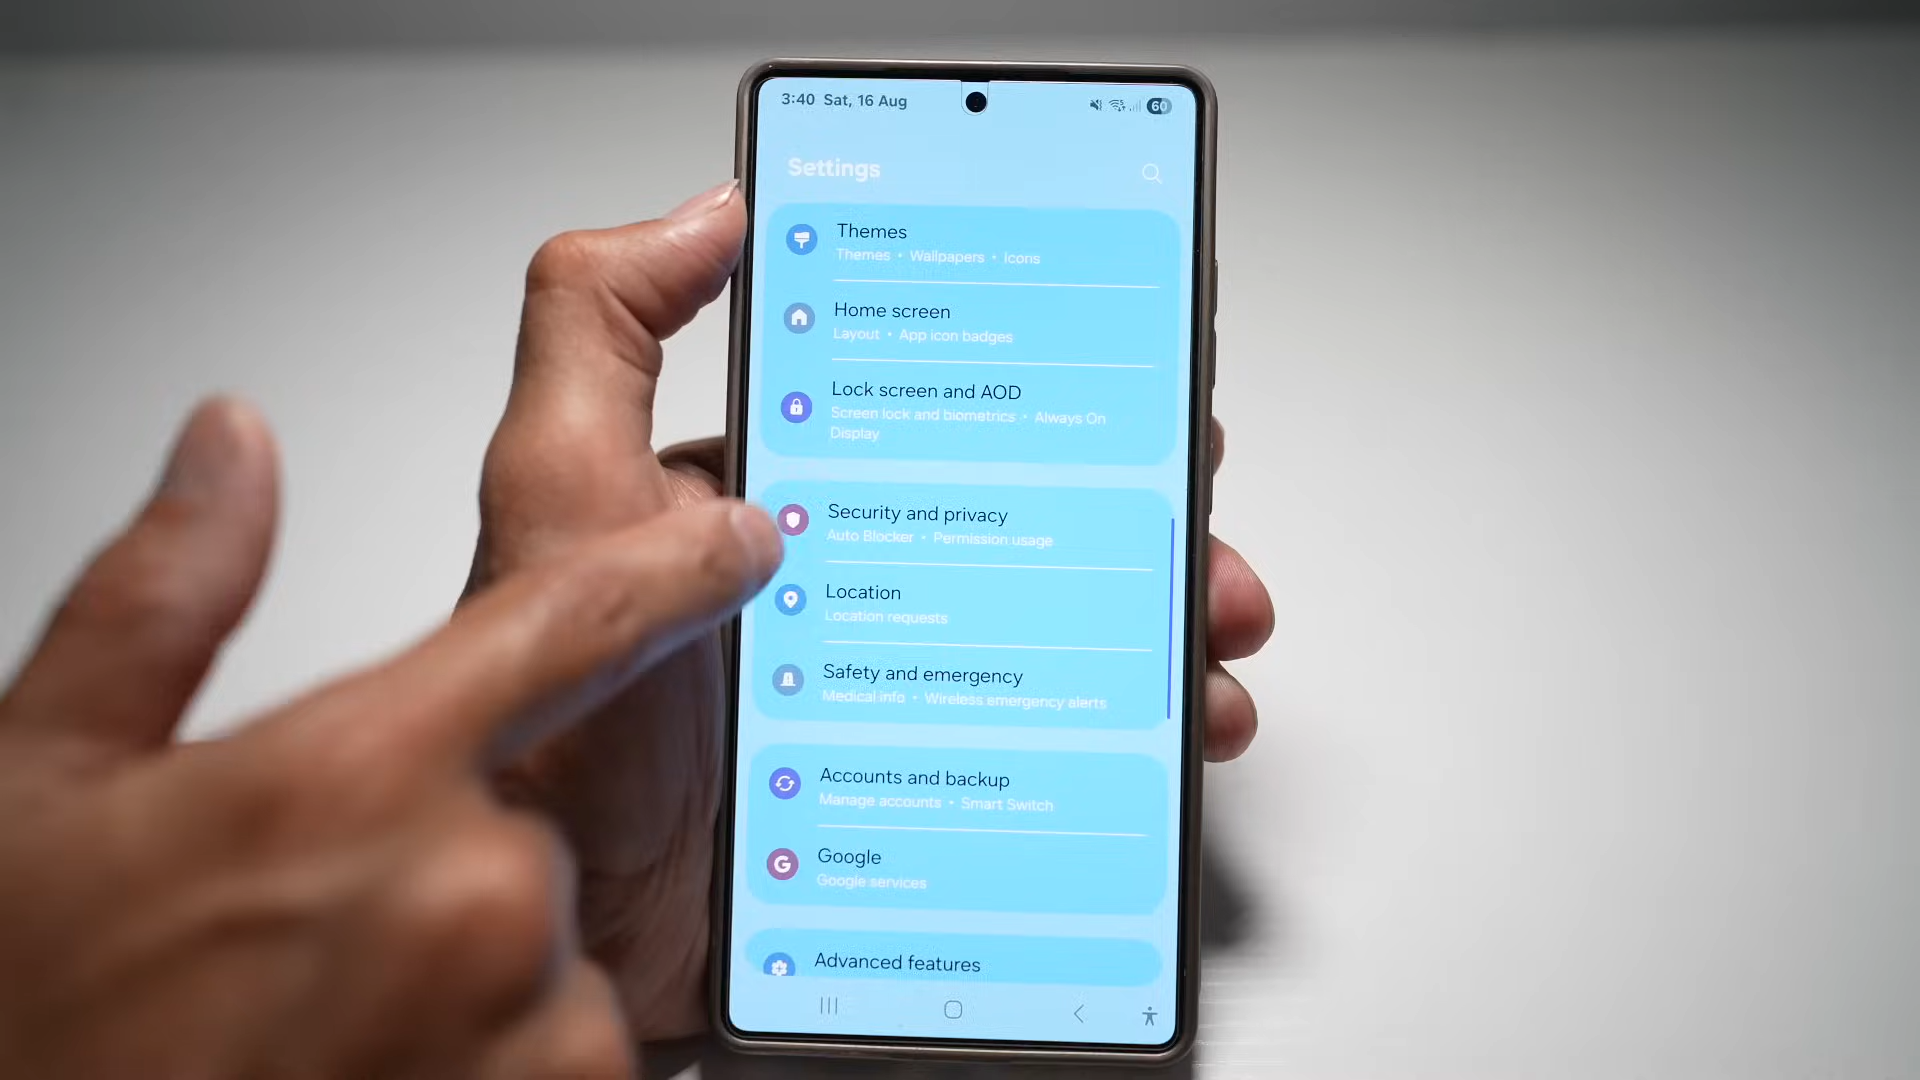 3:40 Sat, 16 Aug
60
Settings
Themes
Themes • Wallpapers • Icons
Home screen
Layout • App icon badges
Lock screen and AOD
Screen lock and biometrics • Always On
Display
Security and privacy
Auto Blocker • Permission usage
Location
Location requests
Safety and emergency
Medical info • Wireless emergency alerts
Accounts and backup
Manage accounts • Smart Switch
G
Google
Google services
Advanced features